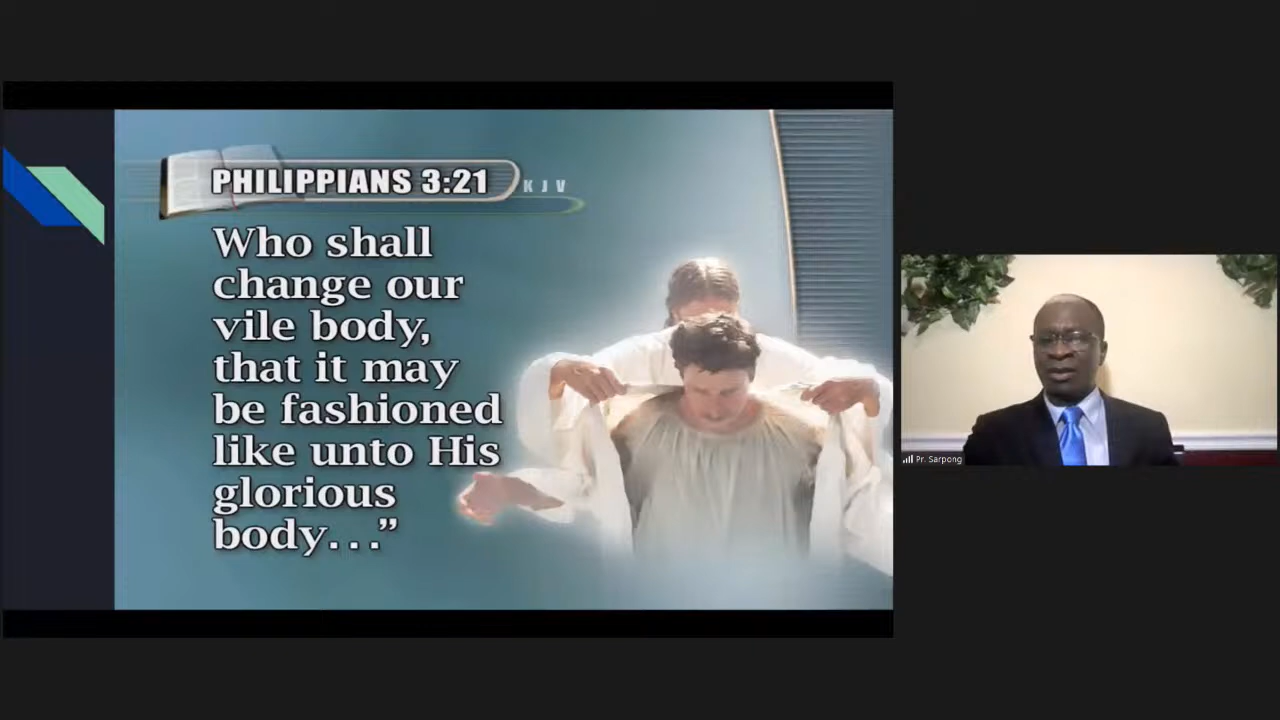 PHILIPPIANS 3:21
KJV
Who shall
change our
vile body,
that it may
be fashioned
like unto His
glorious
body...”
Pr. Sarpong